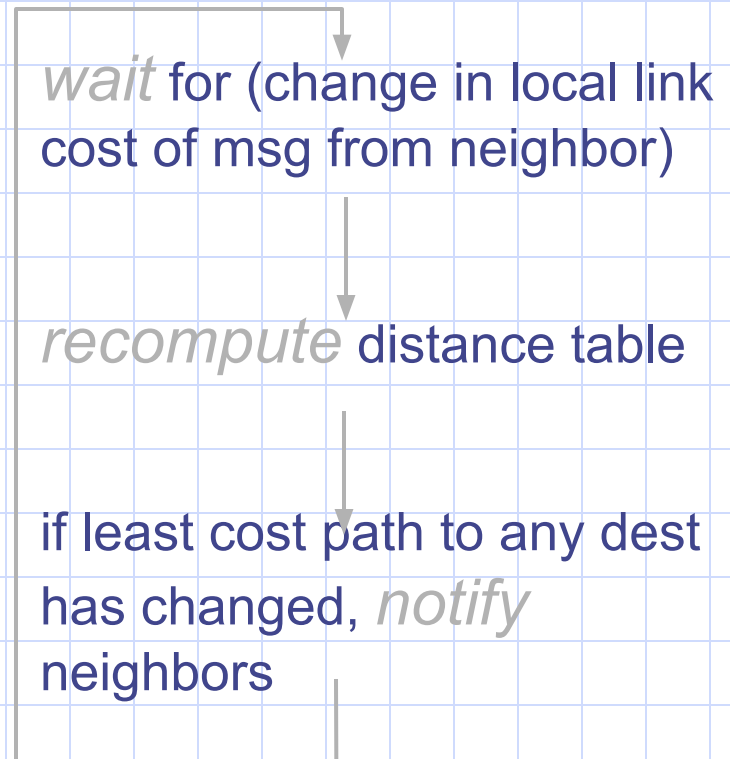 wait for (change in local link
cost of msg from neighbor)
recompute distance table
if least cost path to any dest
has changed, notify
neighbors